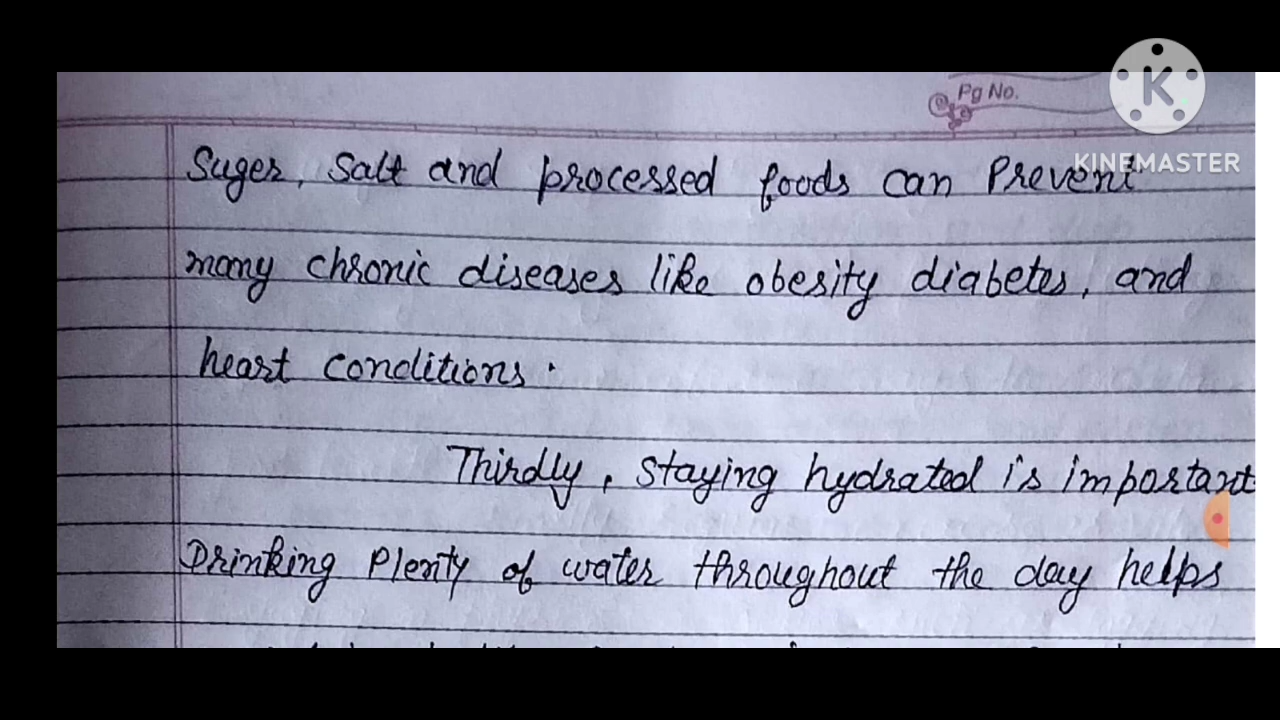 Pg No.
KINEMASTER
Suger, Salt and processed foods can Prevent
many chronic diseases like obesity diabetes, and
heart conditions.
Thirdly, Staying hydrated is important
Drinking Plenty of water throughout the day helps